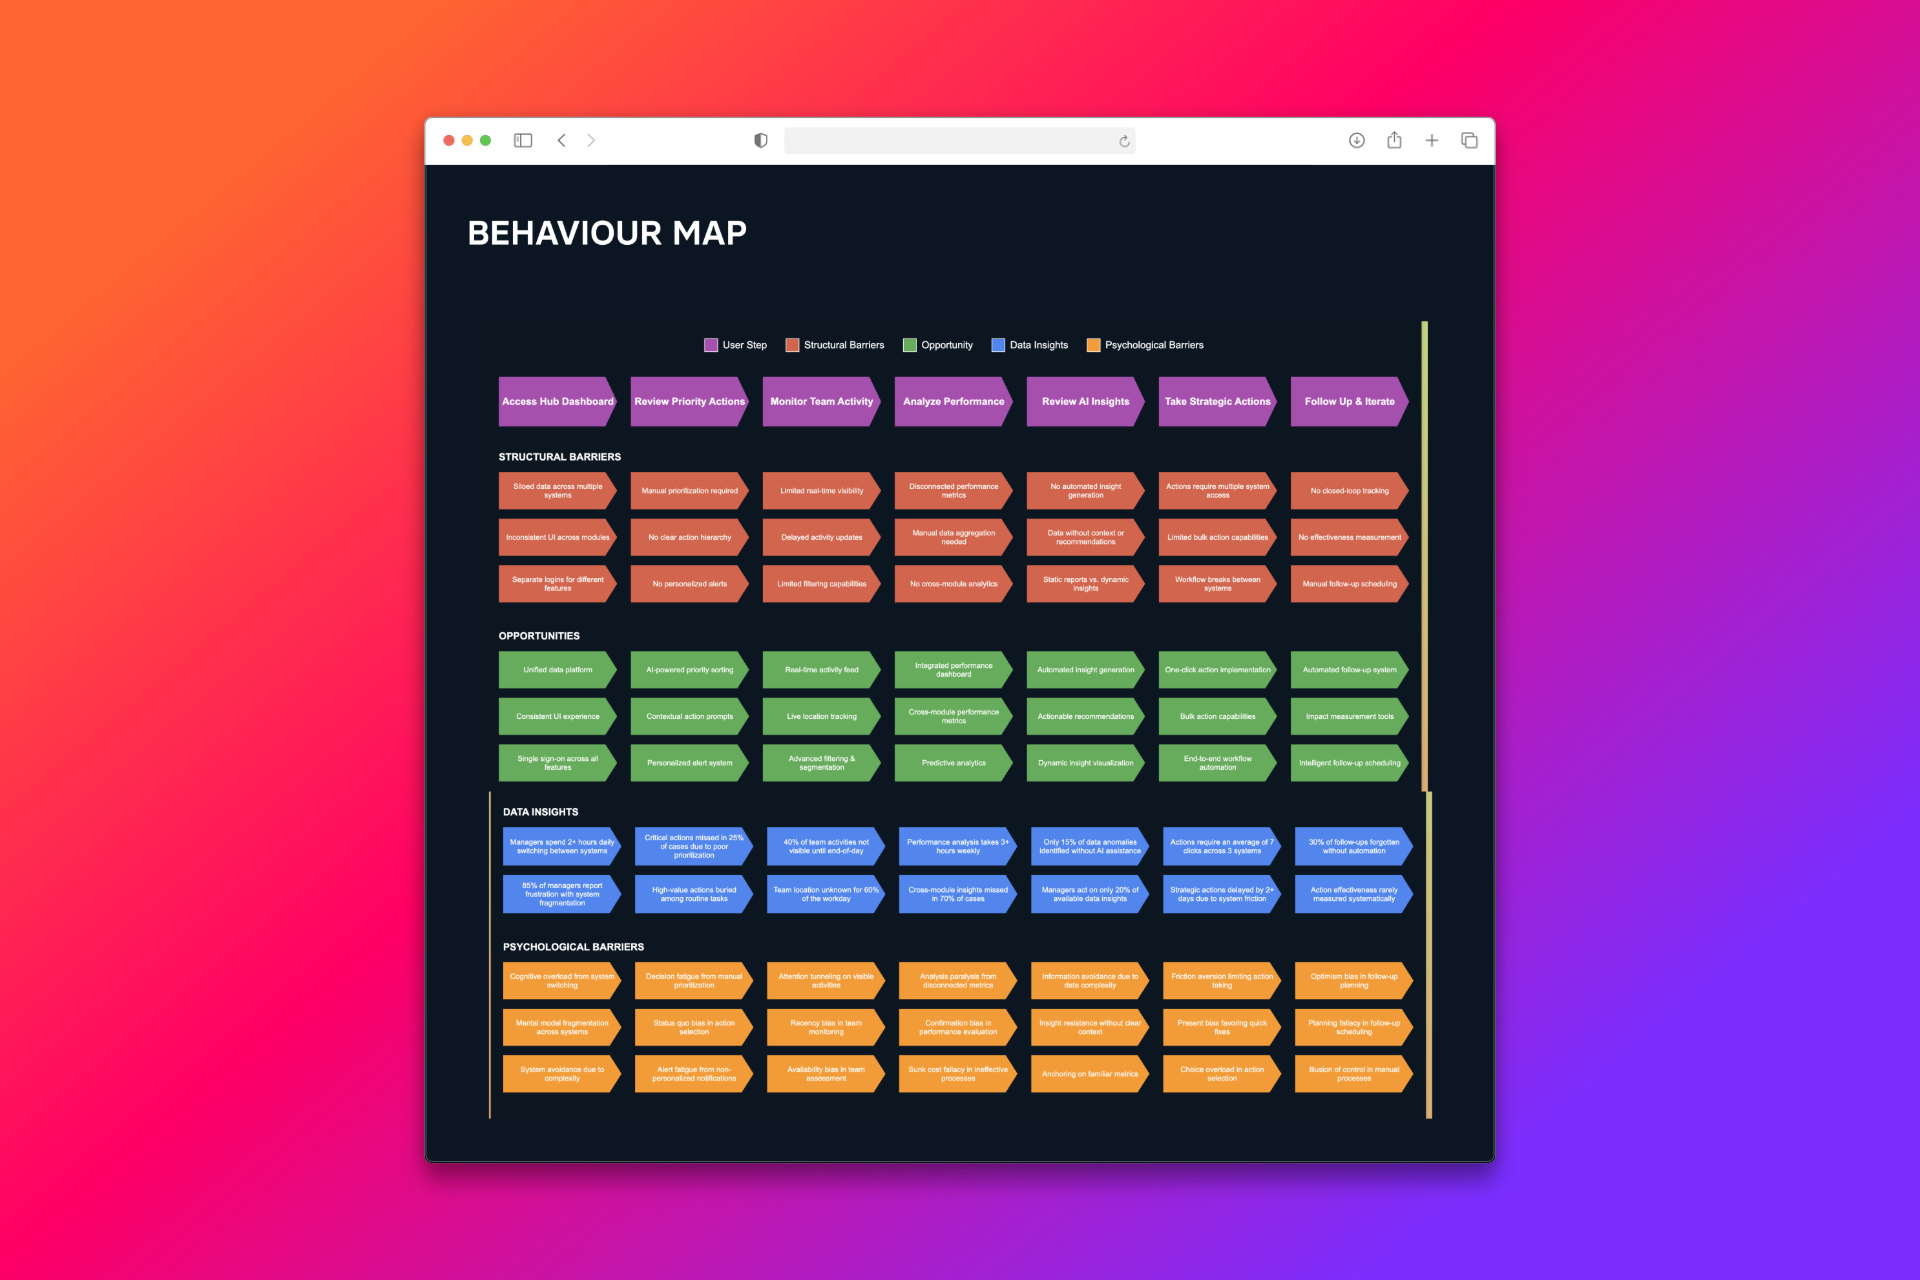 BEHAVIOUR MAP
User Step
Structural Barriers
Opportunity
Data Insights
Psychological Barriers
Access Hub Dashboard
Review Priority Actions
Monitor Team Activity
Analyze Performance
Review AI Insights
Take Strategic Actions
Follow Up & Iterate
STRUCTURAL BARRIERS
Siloed data across multiple
systems
Manual prioritization required
Limited real-time visibility
Disconnected performance
metrics
No automated insight
generation
Actions require multiple system
access
No closed-loop tracking
Inconsistent UI across modules
No clear action hierarchy
Delayed activity updates
Manual data aggregation
needed
Data without context or
recommendations
Limited bulk action capabilities
No effectiveness measurement
Separate logins for different
features
No personalized alerts
Limited filtering capabilities
No cross-module analytics
Static reports vs. dynamic
insights
Workflow breaks between
systems
Manual follow-up scheduling
OPPORTUNITIES
Unified data platform
AI-powered priority sorting
Real-time activity feed
Integrated performance
dashboard
Automated insight generation
One-click action implementation
Automated follow-up system
Consistent UI experience
Contextual action prompts
Live location tracking
Cross-module performance
metrics
Actionable recommendations
Bulk action capabilities
Impact measurement tools
Single sign-on across all
features
Personalized alert system
Advanced filtering &
segmentation
Predictive analytics
Dynamic insight visualization
End-to-end workflow
automation
Intelligent follow-up scheduling
DATA INSIGHTS
Managers spend 2+ hours daily
switching between systems
Critical actions missed in 25%
of cases due to poor
prioritization
40% of team activities not
visible until end-of-day
Performance analysis takes 3+
hours weekly
Only 15% of data anomalies
identified without AI assistance
Actions require an average of 7
clicks across 3 systems
30% of follow-ups forgotten
without automation
85% of managers report
frustration with system
fragmentation
High-value actions buried
among routine tasks
Team location unknown for 60%
of the workday
Cross-module insights missed
in 70% of cases
Managers act on only 20% of
available data insights
Strategic actions delayed by 2+
days due to system friction
Action effectiveness rarely
measured systematically
PSYCHOLOGICAL BARRIERS
Cognitive overload from system
switching
Decision fatigue from manual
prioritization
Attention tunneling on visible
activities
Analysis paralysis from
disconnected metrics
Information avoidance due to
data complexity
Friction aversion limiting action
taking
Optimism bias in follow-up
planning
Mental model fragmentation
across systems
Status quo bias in action
selection
Recency bias in team
monitoring
Confirmation bias in
performance evaluation
Insight resistance without clear
context
Present bias favoring quick
fixes
Planning fallacy in follow-up
scheduling
System avoidance due to
complexity
Alert fatigue from non-
personalized notifications
Availability bias in team
assessment
Sunk cost fallacy in ineffective
processes
Anchoring on familiar metrics
Choice overload in action
selection
Illusion of control in manual
processes